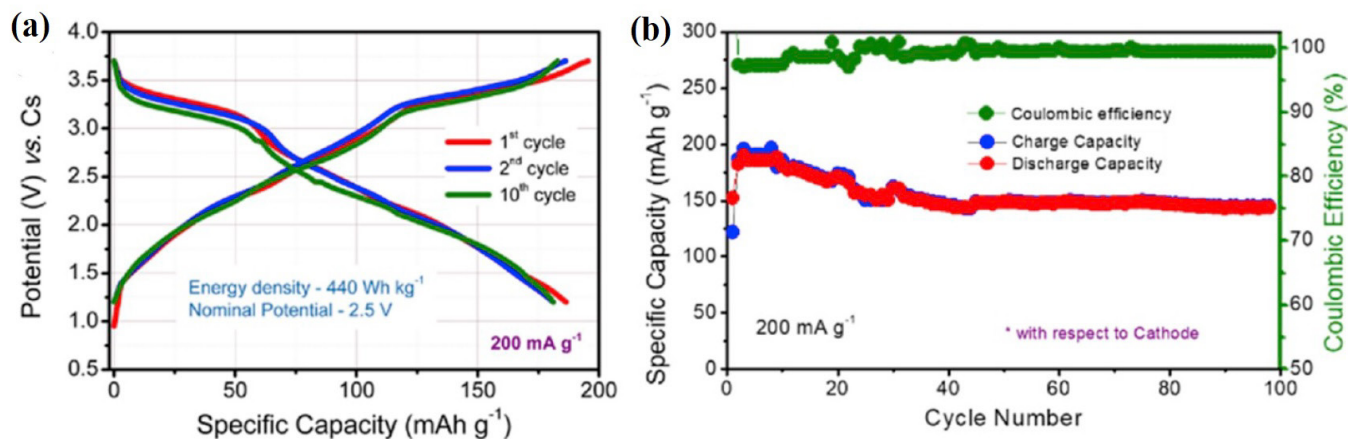 (a)
4.0
3.5
3.0
2.5
2.0
1.5
1.0
0.5
Potential (V) vs. Cs
1st cycle
2nd cycle
10th cycle
Energy density - 440 Wh kg-1
Nominal Potential - 2.5 V
200 mA g-1
0 50 100 150 200
Specific Capacity (mAh g-1)
(b)
300
250
200
150
100
50
0
Specific Capacity (mAh g-1)
Coulombic efficiency
Charge Capacity
Discharge Capacity
200 mA g-1
* with respect to Cathode
0 20 40 60 80 100
Cycle Number
100
90
80
70
60
50
Coulombic Efficiency (%)